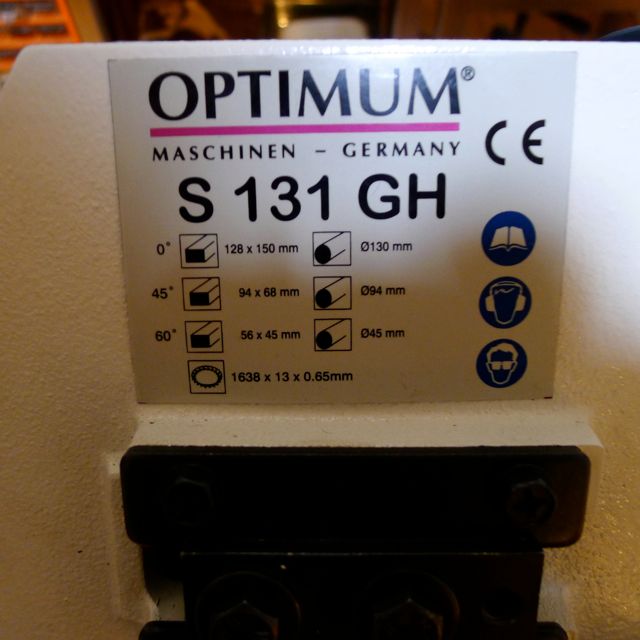 OPTIMUM®
MASCHINEN – GERMANY
CE
S 131 GH
0° 128 x 150 mm Ø130 mm
45° 94 x 68 mm Ø94 mm
60° 56 x 45 mm Ø45 mm
1638 x 13 x 0.65mm